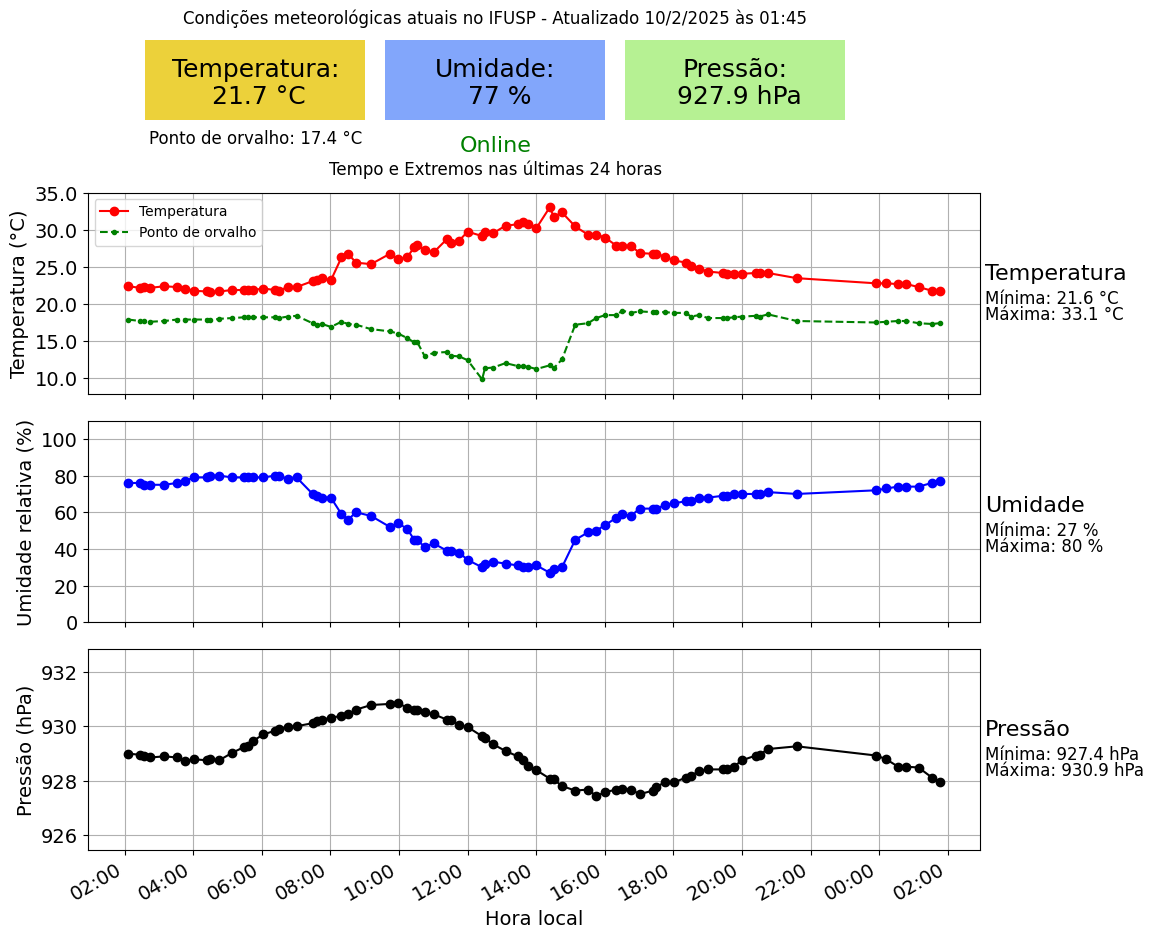 Condições meteorológicas atuais no IFUSP - Atualizado 10/2/2025 às 01:45
Temperatura:
21.7 °C
Umidade:
77 %
Pressão:
927.9 hPa
Ponto de orvalho: 17.4 °C
Online
Tempo e Extremos nas últimas 24 horas
Temperatura (°C)
35.0
30.0
25.0
20.0
15.0
10.0
Temperatura
Ponto de orvalho
Temperatura
Mínima: 21.6 °C
Máxima: 33.1 °C
Umidade relativa (%)
100
80
60
40
20
0
Umidade
Mínima: 27 %
Máxima: 80 %
Pressão (hPa)
932
930
928
926
Pressão
Mínima: 927.4 hPa
Máxima: 930.9 hPa
02:00 04:00 06:00 08:00 10:00 12:00 14:00 16:00 18:00 20:00 22:00 00:00 02:00
Hora local